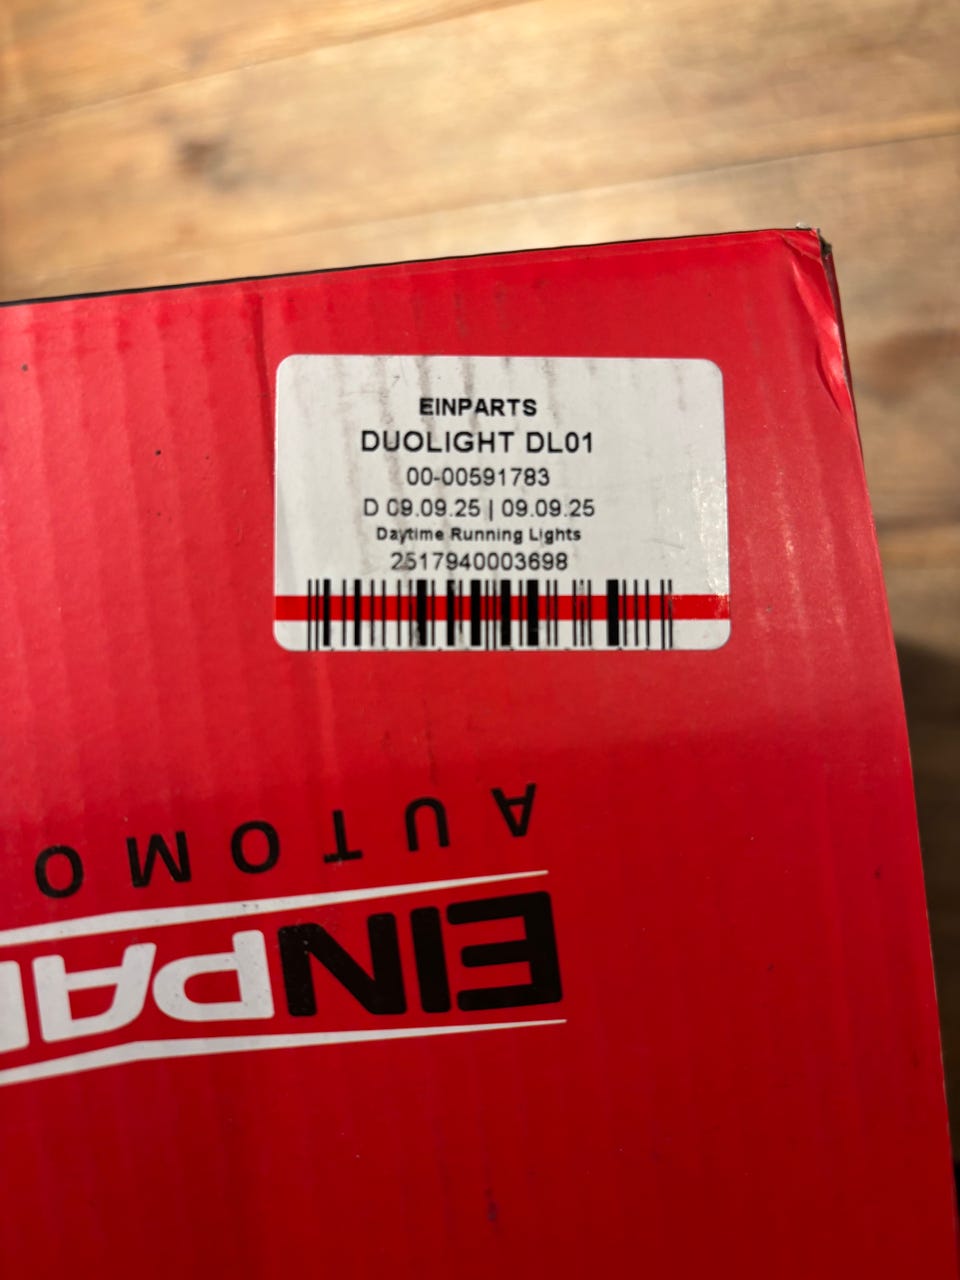 EINPARTS
DUOLIGHT DL01
00-00591783
D 09.09.25 | 09.09.25
Daytime Running Lights
2517940003698
AUTOMO
EINPA